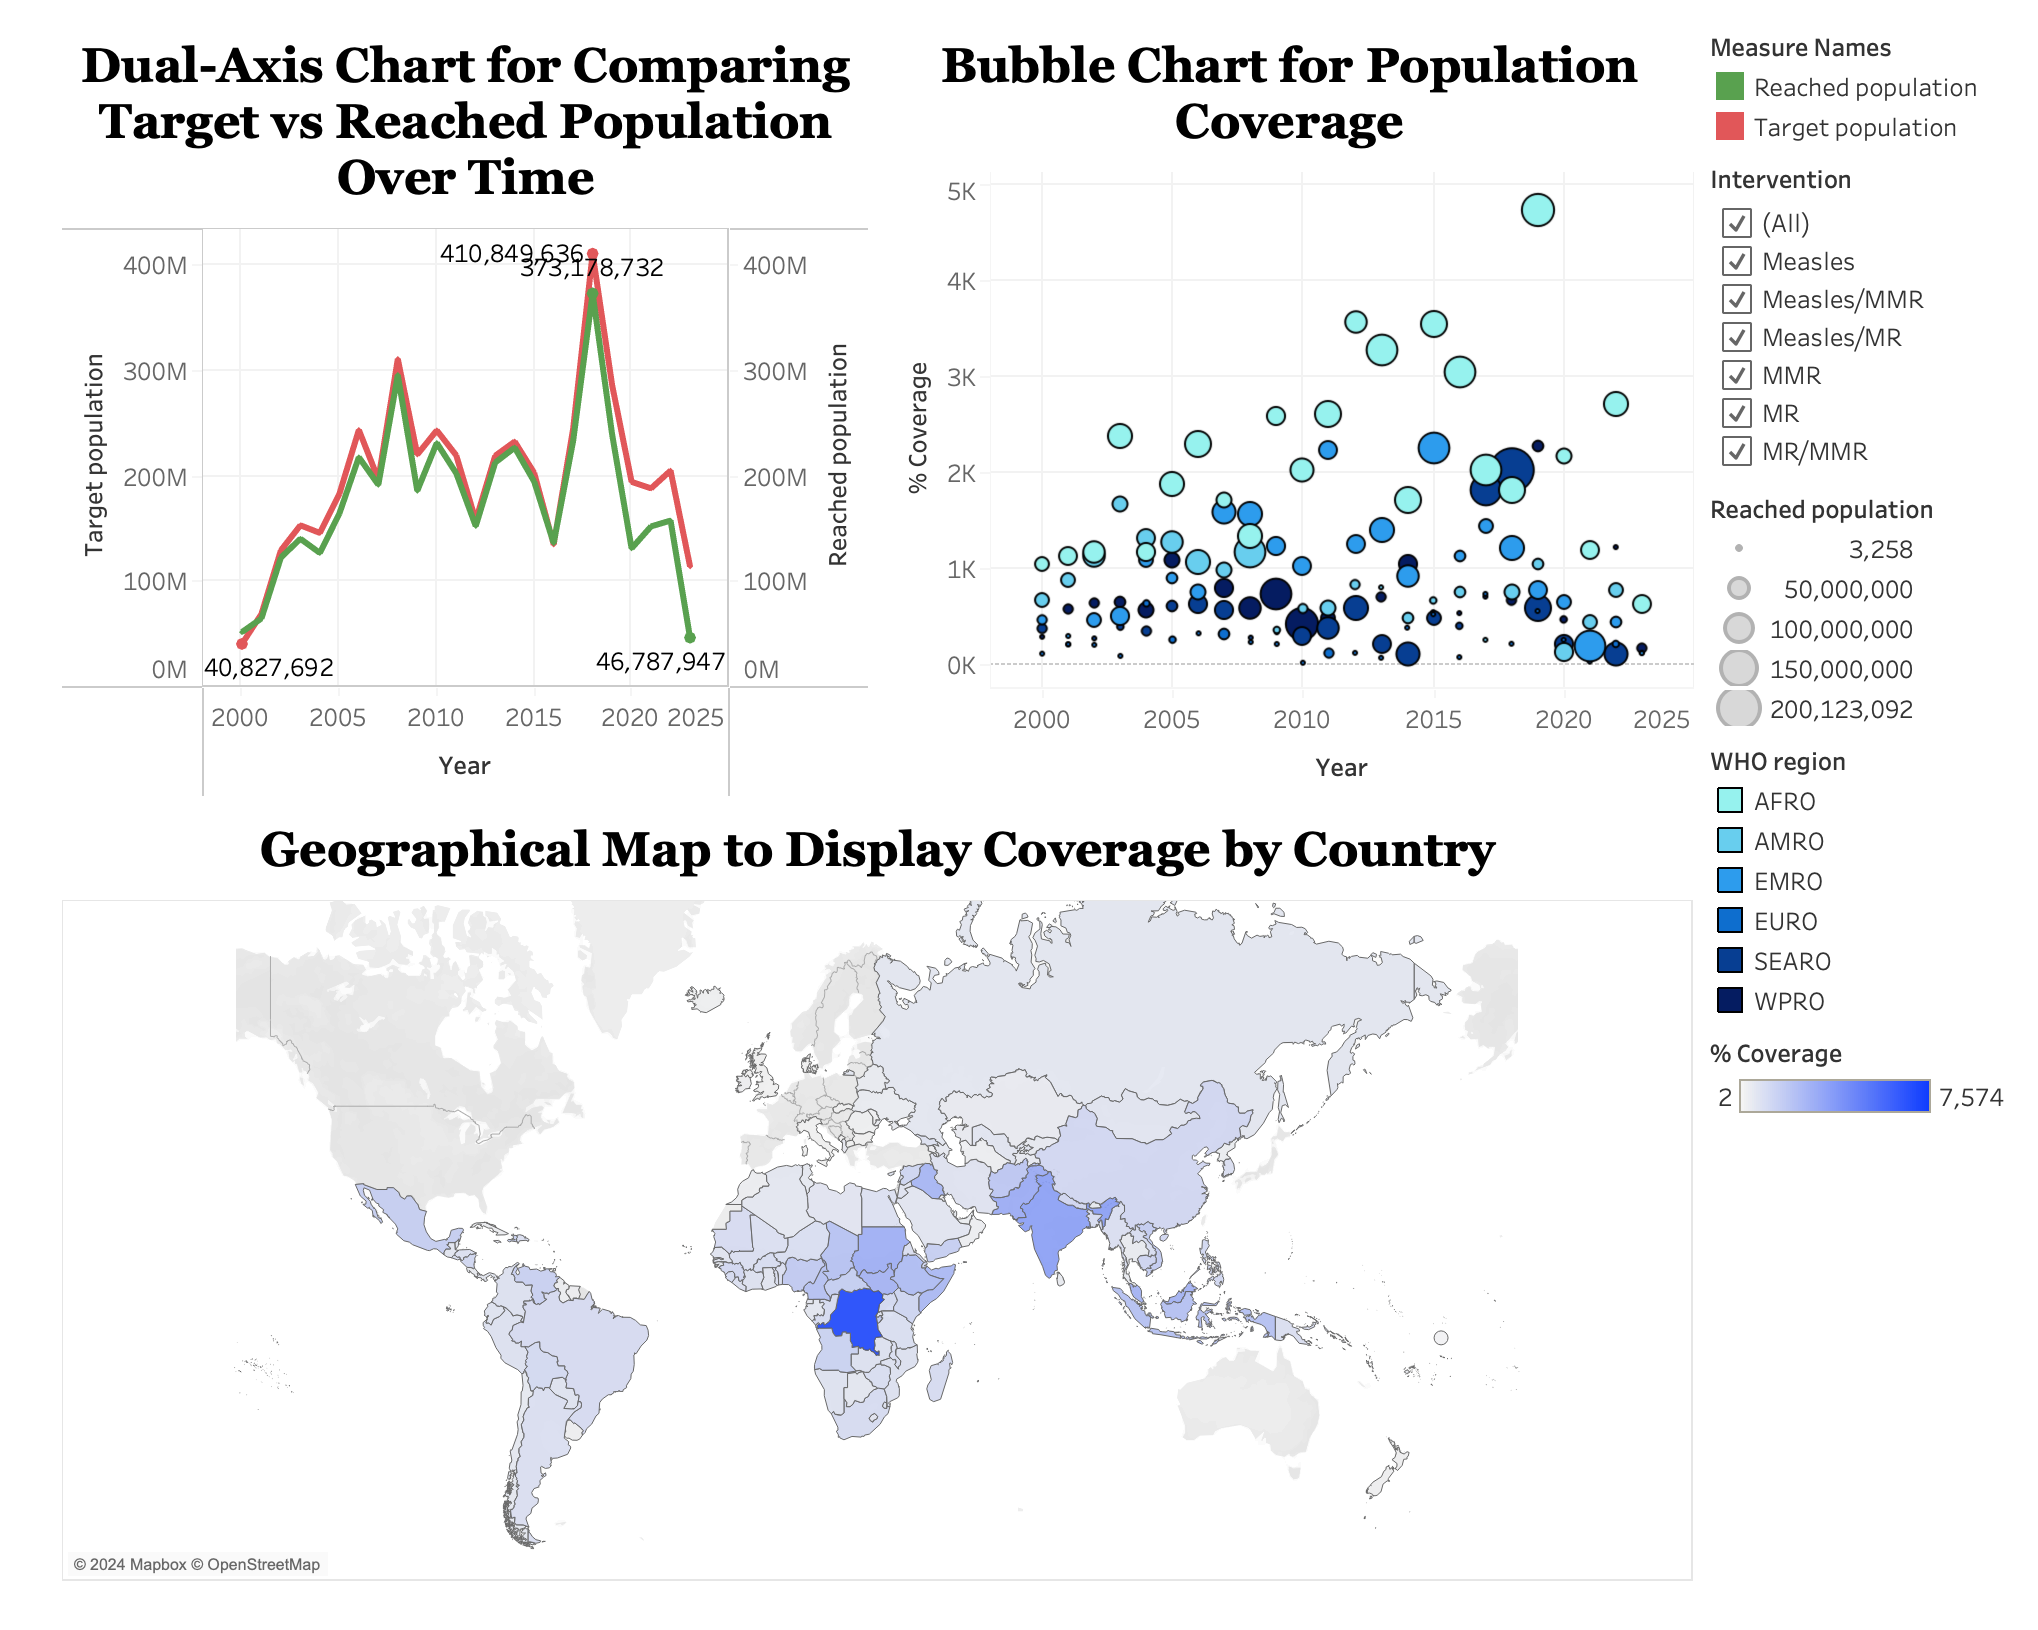 Dual-Axis Chart for Comparing
Target vs Reached Population
Over Time
400M
300M
200M
100M
0M
Target population
410,849,636
373,178,732
40,827,692
46,787,947
400M
300M
200M
100M
0M
Reached population
2000
2005
2010
2015
2020
2025
Year
Bubble Chart for Population
Coverage
5K
4K
3K
2K
1K
0K
% Coverage
2000
2005
2010
2015
2020
2025
Year
Measure Names
Reached population
Target population
Intervention
(All)
Measles
Measles/MMR
Measles/MR
MMR
MR
MR/MMR
Reached population
3,258
50,000,000
100,000,000
150,000,000
200,123,092
WHO region
AFRO
AMRO
EMRO
EURO
SEARO
WPRO
% Coverage
2
7,574
Geographical Map to Display Coverage by Country
© 2024 Mapbox © OpenStreetMap